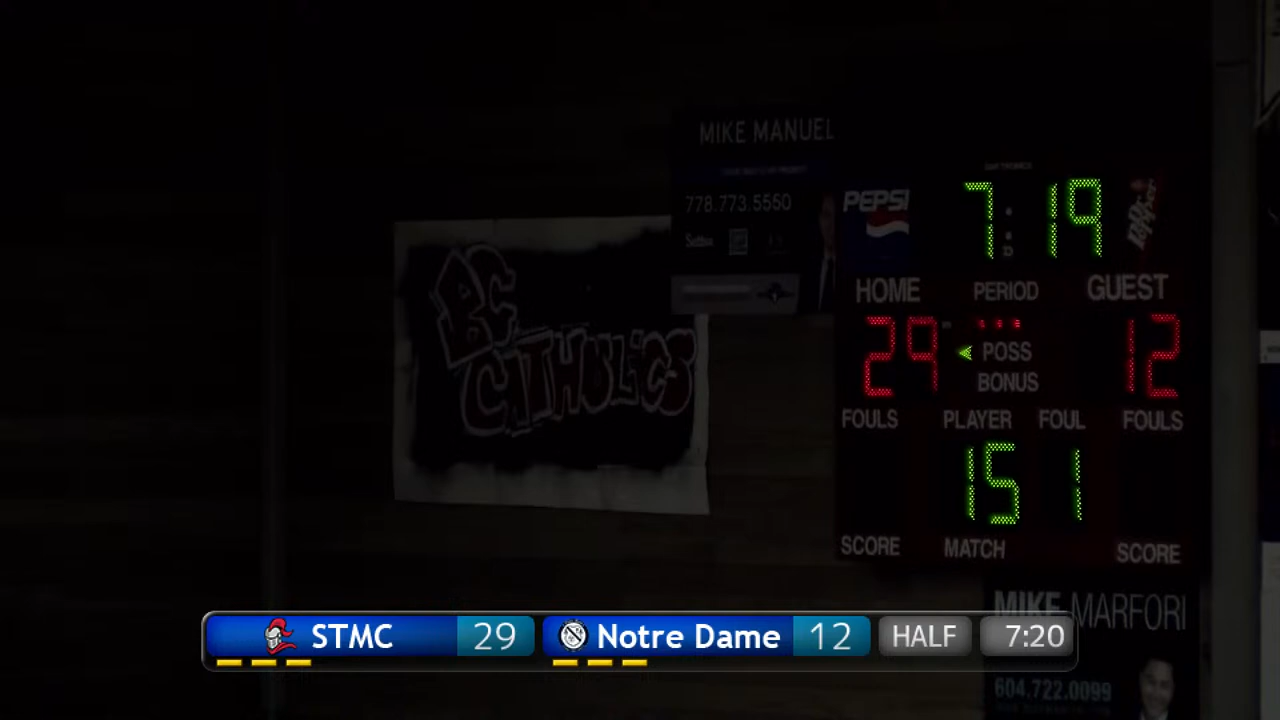 MIKE MANUEL
778.773.5550
PEPSI
7:19
Dr Pepper
HOME PERIOD GUEST
29 POSS 12
BONUS
FOULS PLAYER FOUL FOULS
15 1
SCORE MATCH SCORE
BC
CATHOLICS
MIKE MARFORI
604.722.0099
STMC 29 Notre Dame 12 HALF 7:20